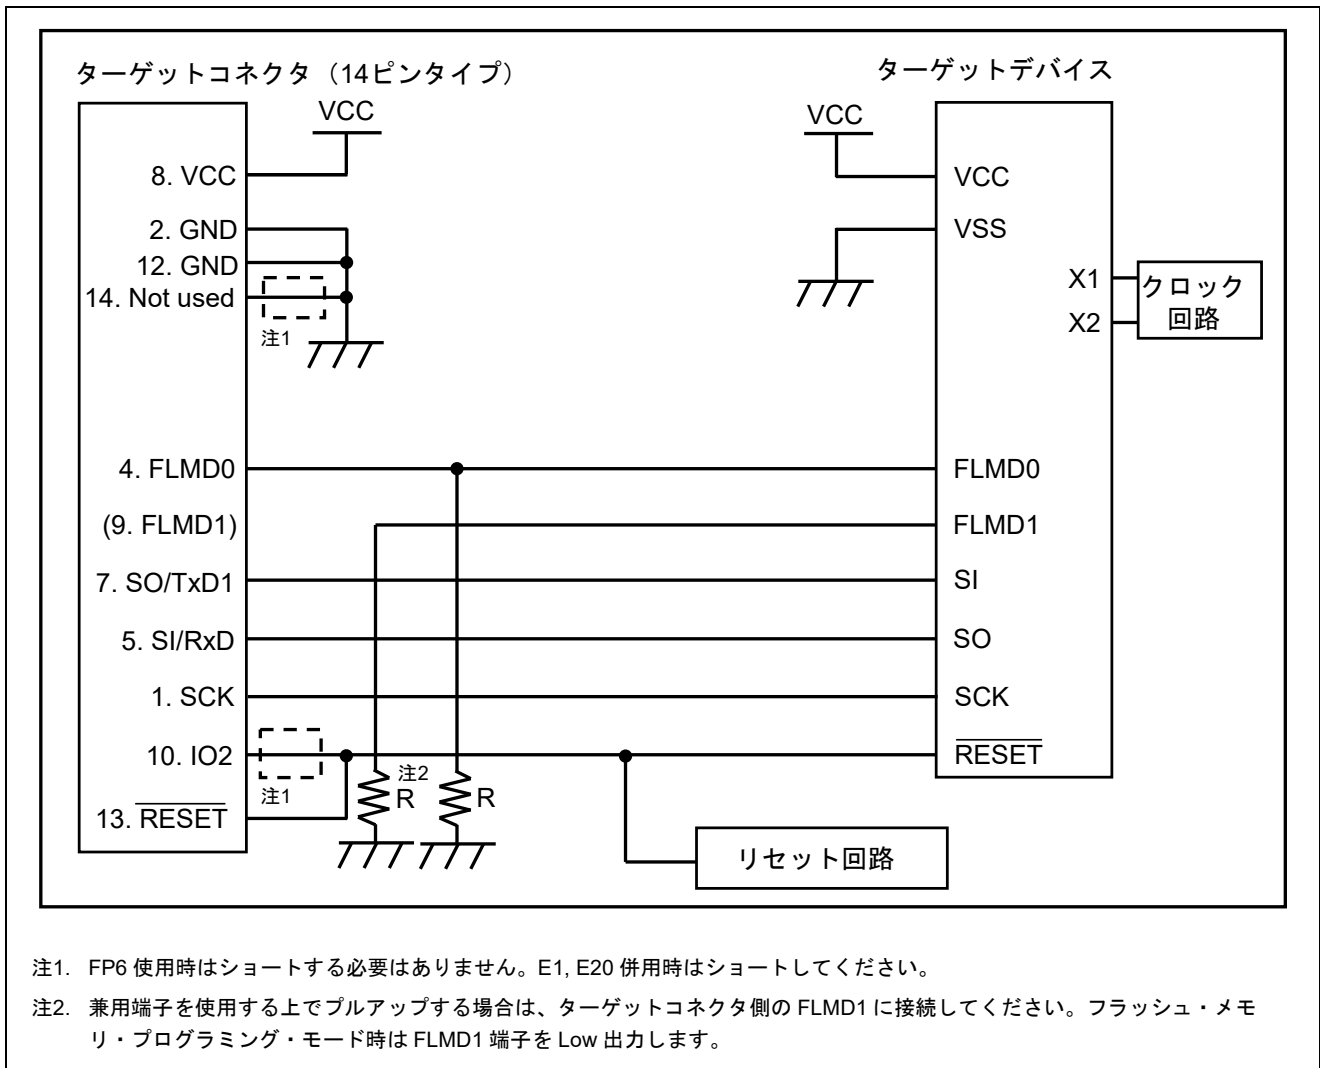 ターゲットコネクタ（14ピンタイプ）
ターゲットデバイス
VCC
VCC
8. VCC
VCC
2. GND
VSS
12. GND
14. Not used
注1
X1
X2
クロック
回路
4. FLMD0
FLMD0
(9. FLMD1)
FLMD1
7. SO/TxD1
SI
5. SI/RxD
SO
1. SCK
SCK
10. IO2
RESET
注1
注2
R
R
13. RESET
リセット回路
注1. FP6 使用時はショートする必要はありません。E1, E20 併用時はショートしてください。
注2. 兼用端子を使用する上でプルアップする場合は、ターゲットコネクタ側の FLMD1 に接続してください。フラッシュ・メモ
リ・プログラミング・モード時は FLMD1 端子を Low 出力します。